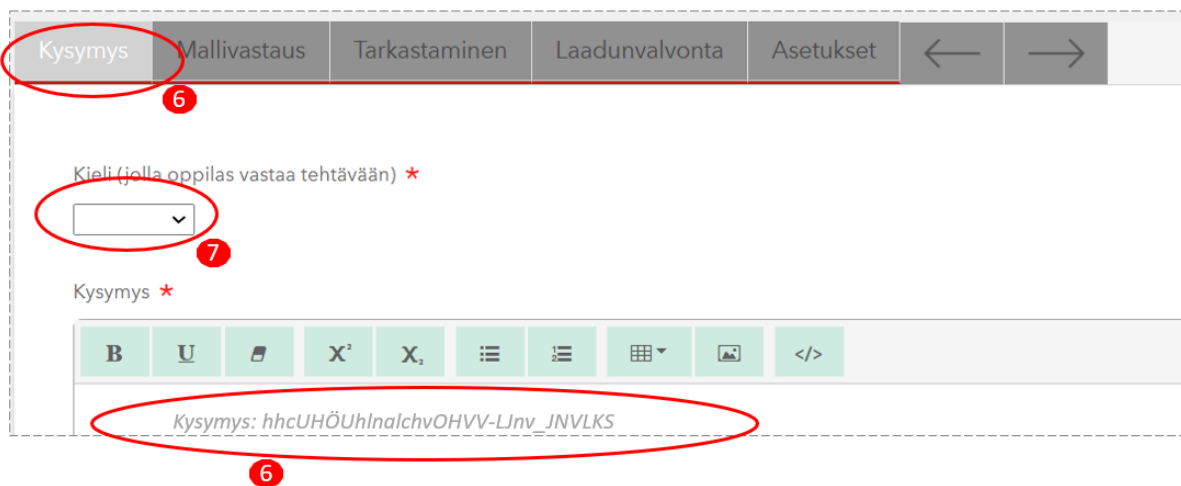 Kysymys Mallivastaus Tarkastaminen Laadunvalvonta Asetukset
6
Kieli (jolla oppilas vastaa tehtävään) *
7
Kysymys *
B U X² X₂ </>
Kysymys: hhcUHÖUhlnalchvOHVV-LJnv_JNVLKS
6